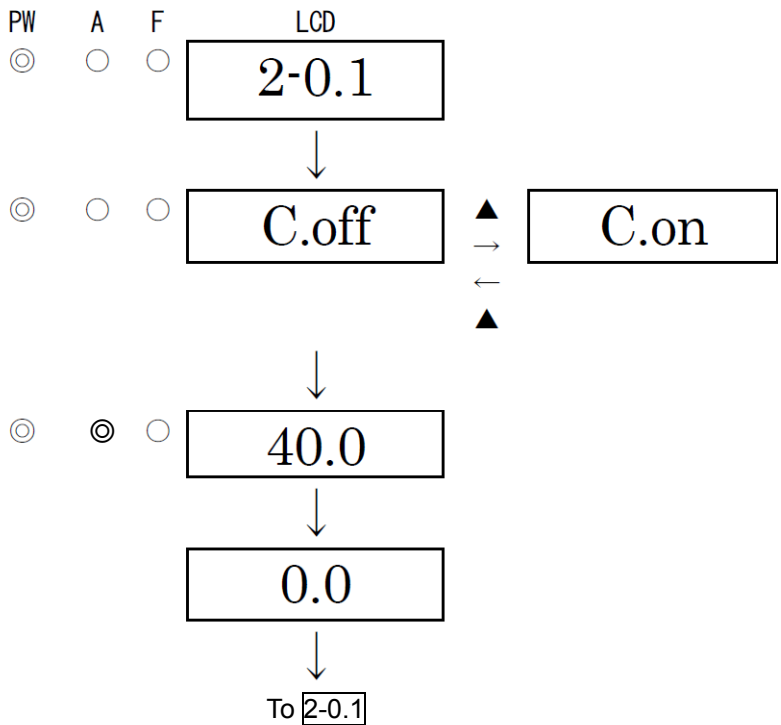 PW A F LCD
2-0.1
C.off ▲ C.on
→
←
▲
40.0
0.0
To 2-0.1